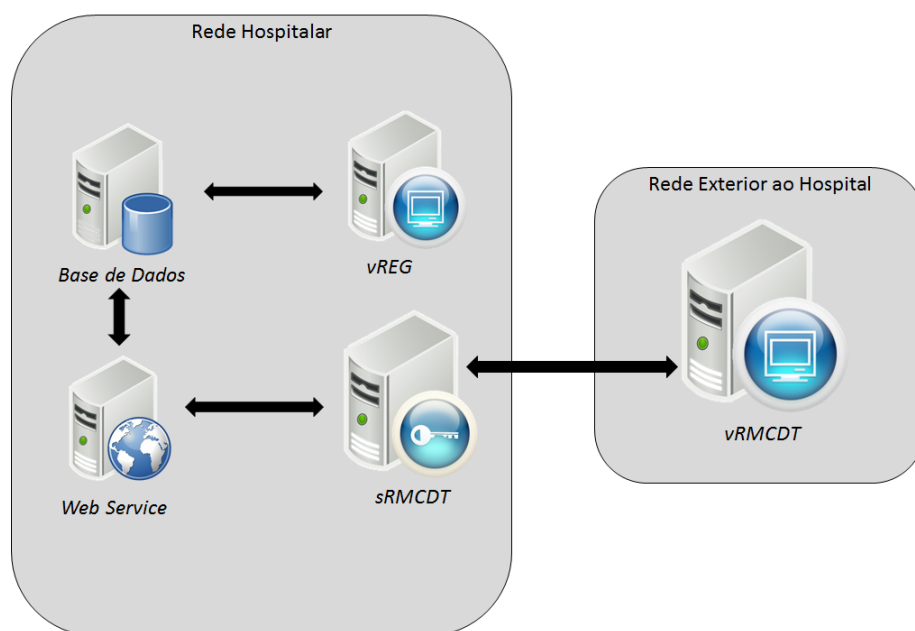 Rede Hospitalar
Base de Dados
vREG
Web Service
sRMCDT
Rede Exterior ao Hospital
vRMCDT